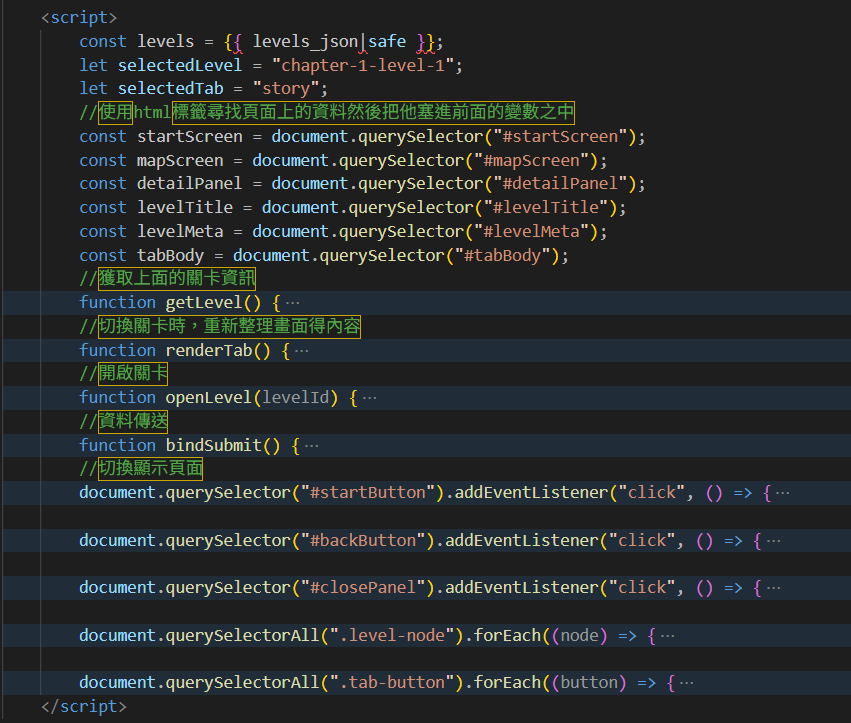 <script>
const levels = {{ levels_json|safe }};
let selectedLevel = "chapter-1-level-1";
let selectedTab = "story";
//使用html標籤尋找頁面上的資料然後把他塞進前面的變數之中
const startScreen = document.querySelector("#startScreen");
const mapScreen = document.querySelector("#mapScreen");
const detailPanel = document.querySelector("#detailPanel");
const levelTitle = document.querySelector("#levelTitle");
const levelMeta = document.querySelector("#levelMeta");
const tabBody = document.querySelector("#tabBody");
//獲取上面的關卡資訊
function getLevel() { ...
//切換關卡時，重新整理畫面得內容
function renderTab() { ...
//開啟關卡
function openLevel(levelId) { ...
//資料傳送
function bindSubmit() { ...
//切換顯示頁面
document.querySelector("#startButton").addEventListener("click", () => { ...
document.querySelector("#backButton").addEventListener("click", () => { ...
document.querySelector("#closePanel").addEventListener("click", () => { ...
document.querySelectorAll(".level-node").forEach((node) => { ...
document.querySelectorAll(".tab-button").forEach((button) => { ...
</script>